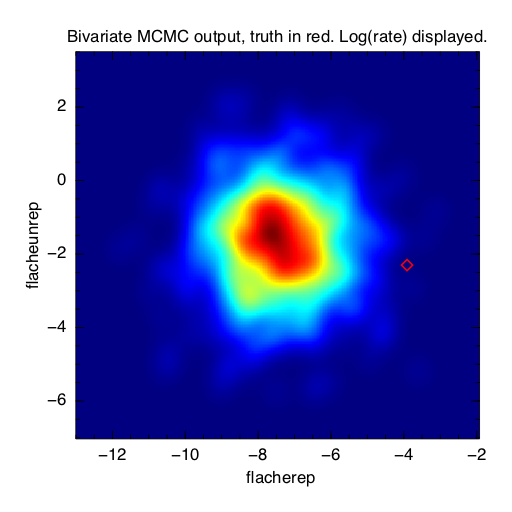 Bivariate MCMC output, truth in red. Log(rate) displayed.
2
0
−2
−4
−6
flacheunrep
−12 −10 −8 −6 −4 −2
flacherep